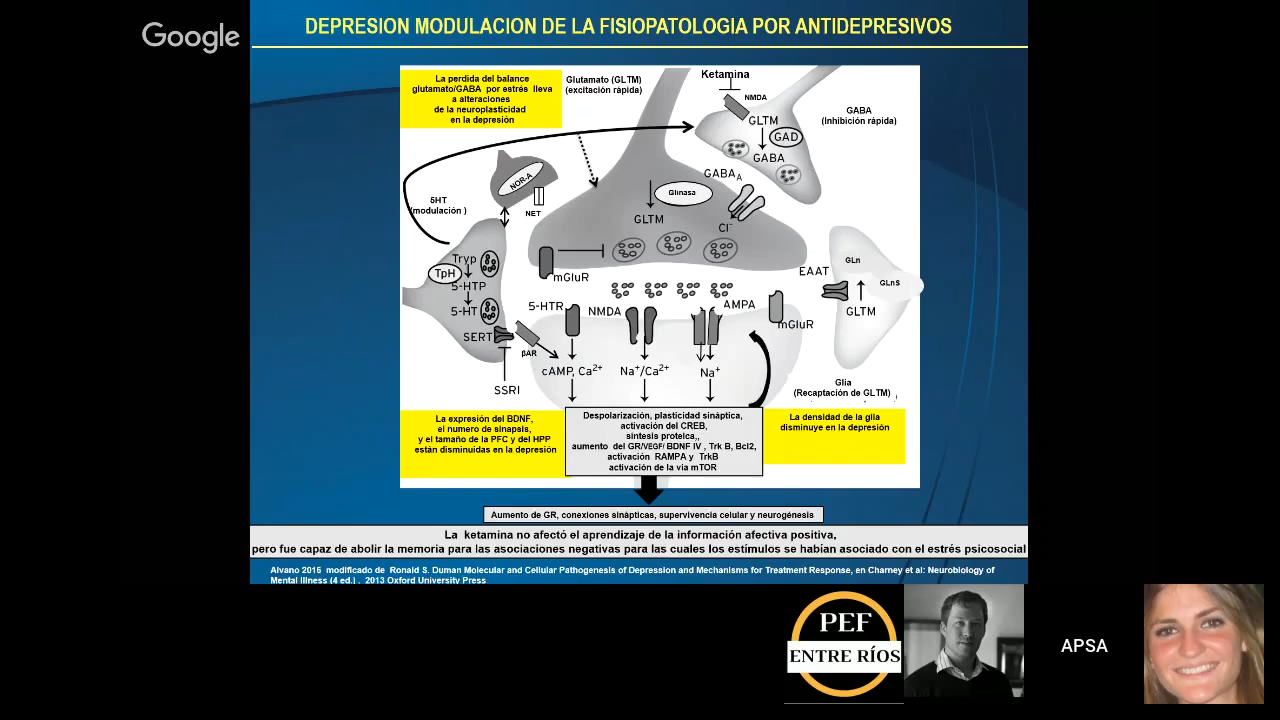 Google
DEPRESION MODULACION DE LA FISIOPATOLOGIA POR ANTIDEPRESIVOS
La perdida del balance
glutamato/GABA por estrés lleva
a alteraciones
de la neuroplasticidad
en la depresión
Glutamato (GLTM)
(excitación ràpida)
Ketamina
NMDA
GLTM
GAD
GABA
GABA
(Inhibición rápida)
NOR-A
NET
5HT
(modulación )
GABA A
Glinasa
GLTM
Cl⁻
mGluR
Tryp
TpH
5-HTP
5-HT
SERT
βAR
SSRI
5-HTR
NMDA
AMPA
mGluR
EAAT
GLn
GLnS
GLTM
cAMP, Ca²⁺
Na⁺/Ca²⁺
Na⁺
Glia
(Recaptación de GLTM)
La expresión del BDNF,
el numero de sinapsis,
y el tamaño de la PFC y del HPP
están disminuidas en la depresión
Despolarización, plasticidad sináptica,
activación del CREB,
sintesis proteica,,
aumento del GR/VEGF/ BDNF IV , Trk B, Bcl2,
activación RAMPA y TrkB
activación de la via mTOR
La densidad de la glia
disminuye en la depresión
Aumento de GR, conexiones sinàpticas, supervivencia celular y neurogénesis
La ketamina no afectó el aprendizaje de la información afectiva positiva,
pero fue capaz de abolir la memoria para las asociaciones negativas para las cuales los estímulos se habían asociado con el estrés psicosocial
Alvano 2016 modificado de Ronald S. Duman Molecular and Cellular Pathogenesis of Depression and Mechanisms for Treatment Response, en Charney et al: Neurobiology of
Mental Illness (4 ed.) , 2013 Oxford University Press
PEF
ENTRE RÍOS
APSA